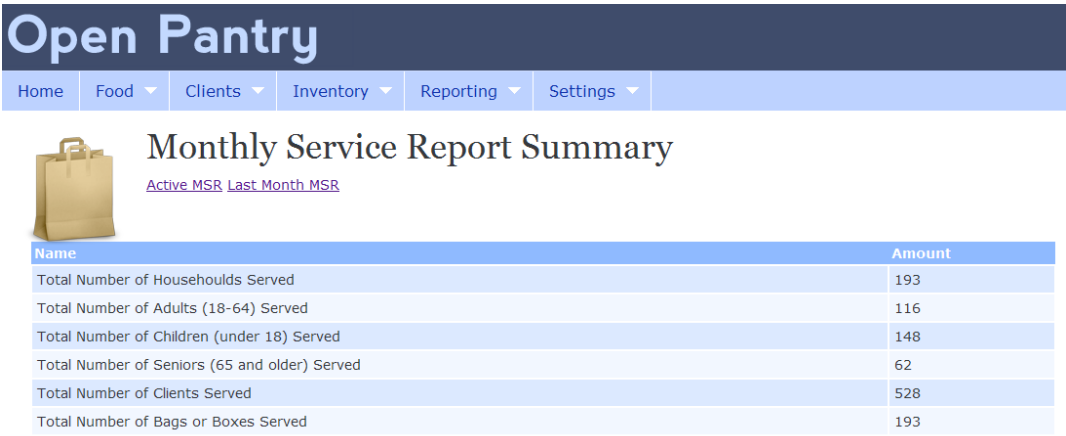 Open Pantry
Home Food Clients Inventory Reporting Settings
Monthly Service Report Summary
Active MSR Last Month MSR
Name Amount
Total Number of Househoulds Served 193
Total Number of Adults (18-64) Served 116
Total Number of Children (under 18) Served 148
Total Number of Seniors (65 and older) Served 62
Total Number of Clients Served 528
Total Number of Bags or Boxes Served 193